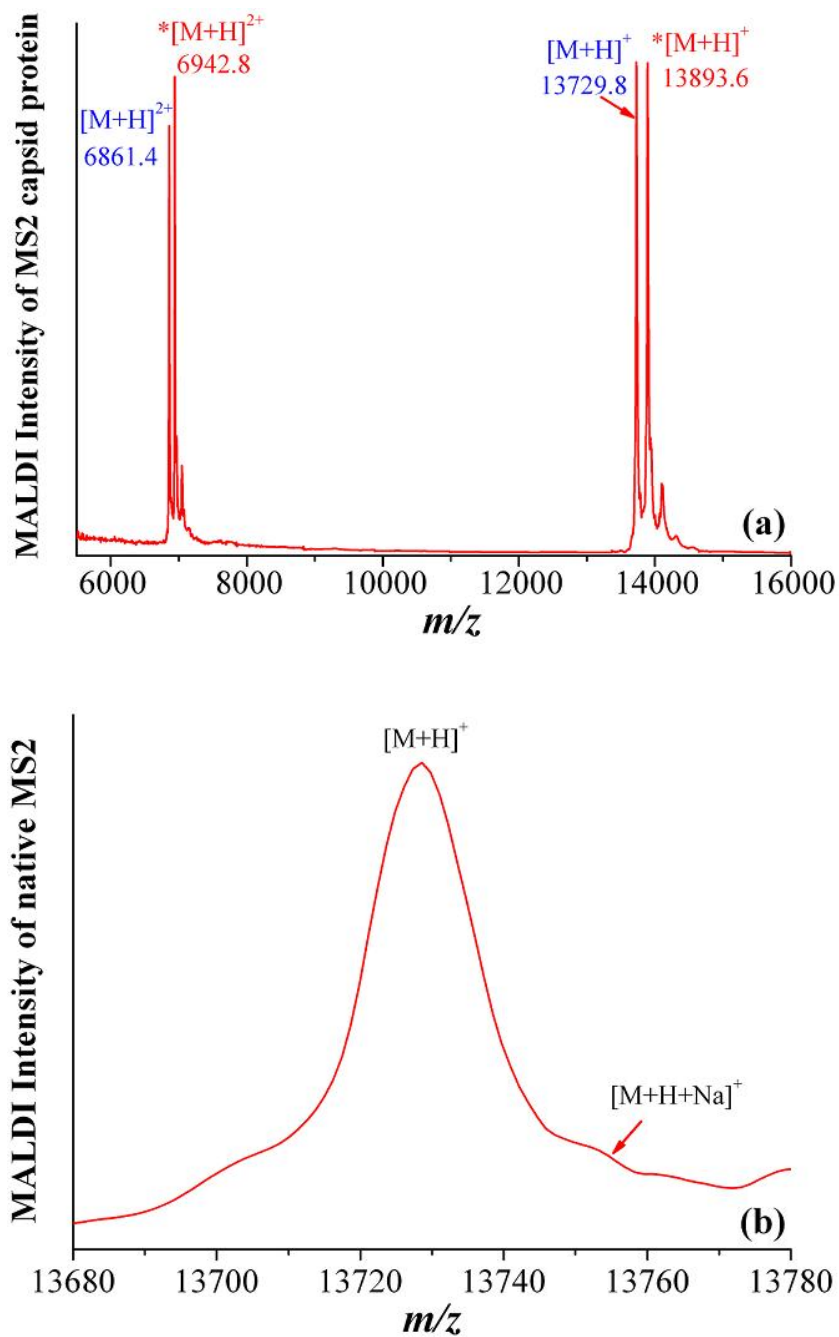 MALDI Intensity of MS2 capsid protein
*[M+H]²⁺
6942.8
[M+H]²⁺
6861.4
[M+H]⁺
13729.8
*[M+H]⁺
13893.6
(a)
6000 8000 10000 12000 14000 16000
m/z
MALDI Intensity of native MS2
[M+H]⁺
[M+H+Na]⁺
(b)
13680 13700 13720 13740 13760 13780
m/z